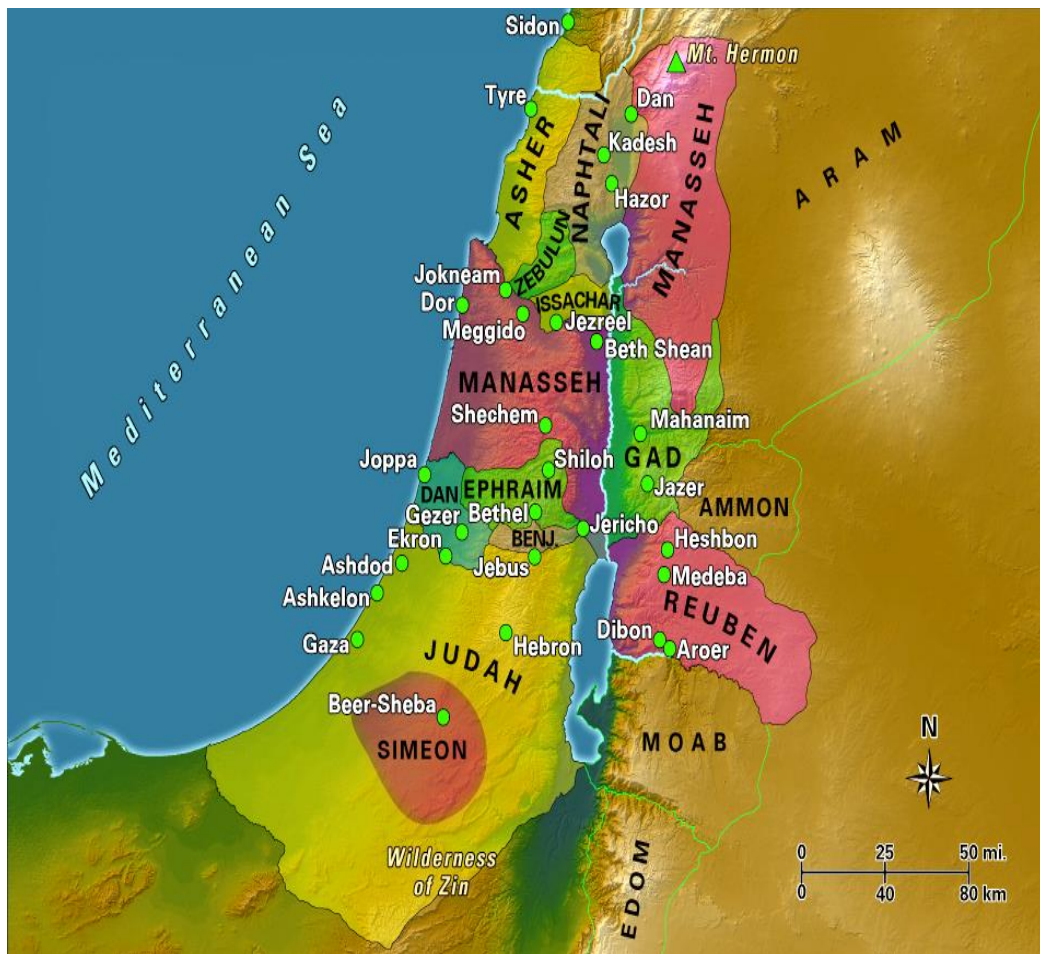 Sidon
Mt. Hermon
Tyre
Dan
ASHER
NAPHTALI
Kadesh
MANASSEH
ARAM
Hazor
Mediterranean Sea
ZEBULUN
Jokneam
Dor
ISSACHAR
Meggido
Jezreel
Beth Shean
MANASSEH
Shechem
Mahanaim
GAD
Joppa
Shiloh
DAN
EPHRAIM
Jazer
Gezer
Bethel
AMMON
Jericho
Ekron
BENJ.
Heshbon
Ashdod
Jebus
Medeba
Ashkelon
REUBEN
Gaza
Hebron
Dibon
Aroer
JUDAH
Beer-Sheba
SIMEON
MOAB
N
Wilderness
of Zin
EDOM
0 25 50 mi.
0 40 80 km